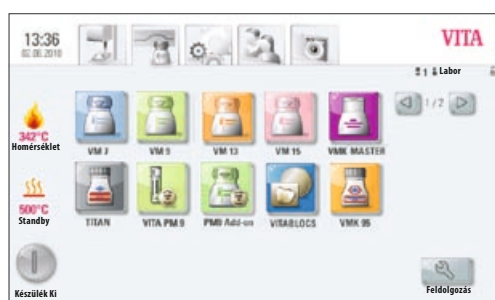 13:36
02.06.2010
VITA
1 Labor
1/2
342°C
Homérséklet
VM 7
VM 9
VM 13
VM 15
VMK MASTER
500°C
Standby
TITAN
VITA PM 9
PM9 Add-on
VITABLOCS
VMK 95
Készülék Ki
Feldolgozás